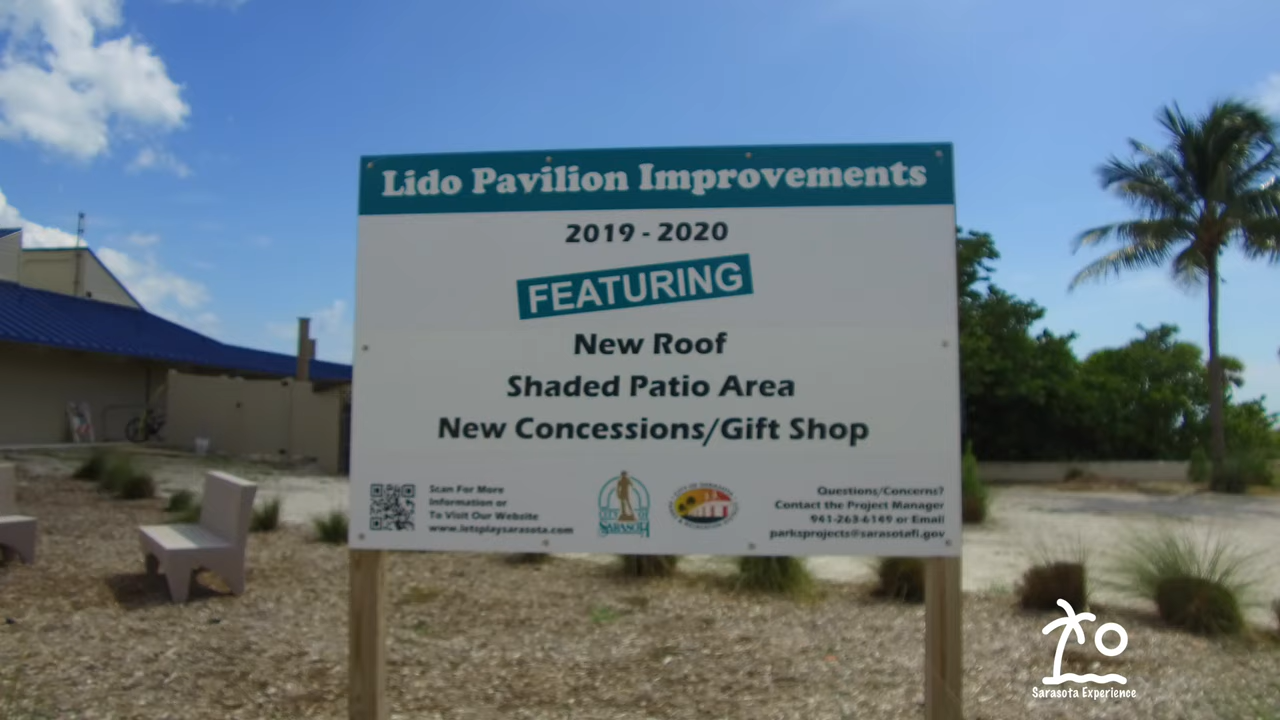 Lido Pavilion Improvements
2019 - 2020
FEATURING
New Roof
Shaded Patio Area
New Concessions/Gift Shop
Scan For More
Information or
To Visit Our Website
www.letsplaysarasota.com
SARASOTA
Questions/Concerns?
Contact the Project Manager
941-263-6149 or Email
parksprojects@sarasotafl.gov
Sarasota Experience